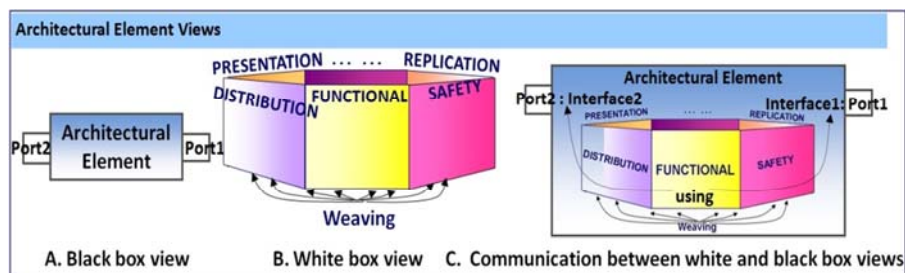 Architectural Element Views
Port2
Architectural
Element
Port1
A. Black box view
PRESENTATION ... ... REPLICATION
DISTRIBUTION FUNCTIONAL SAFETY
Weaving
B. White box view
Architectural Element
Port2 : Interface2
Interface1: Port1
PRESENTATION ... ... REPLICATION
DISTRIBUTION FUNCTIONAL SAFETY
using
Weaving
C. Communication between white and black box views